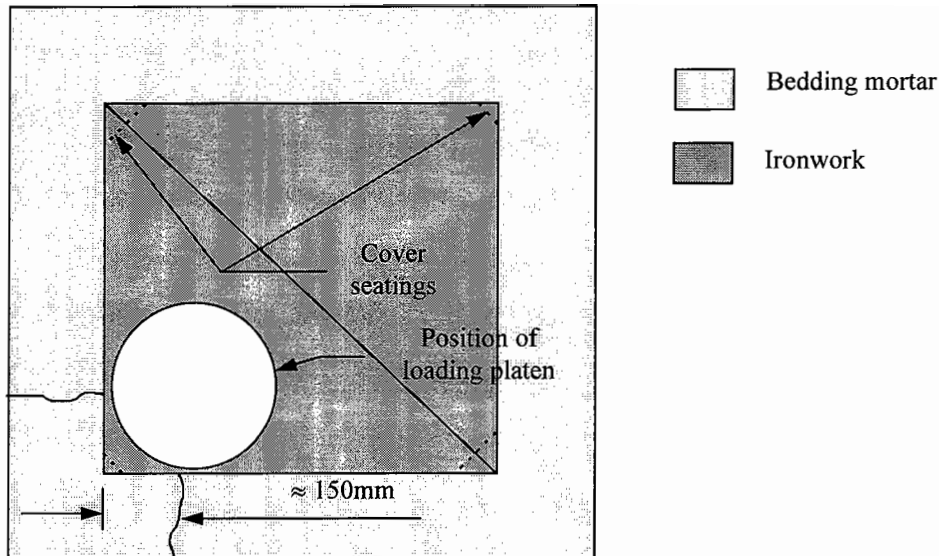 Bedding mortar
Ironwork
Cover
seatings
Position of
loading platen
≈ 150mm